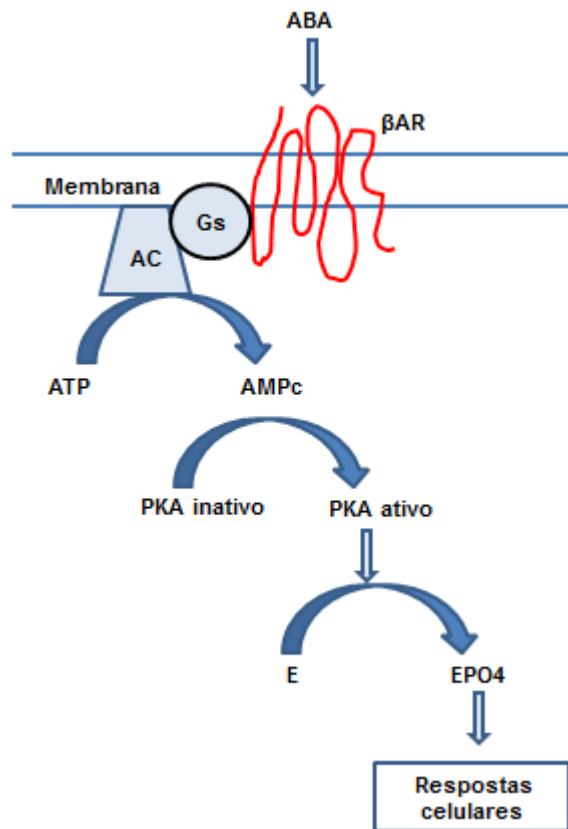 ABA
βAR
Membrana
Gs
AC
ATP
AMPc
PKA inativo
PKA ativo
E
EPO4
Respostas
celulares